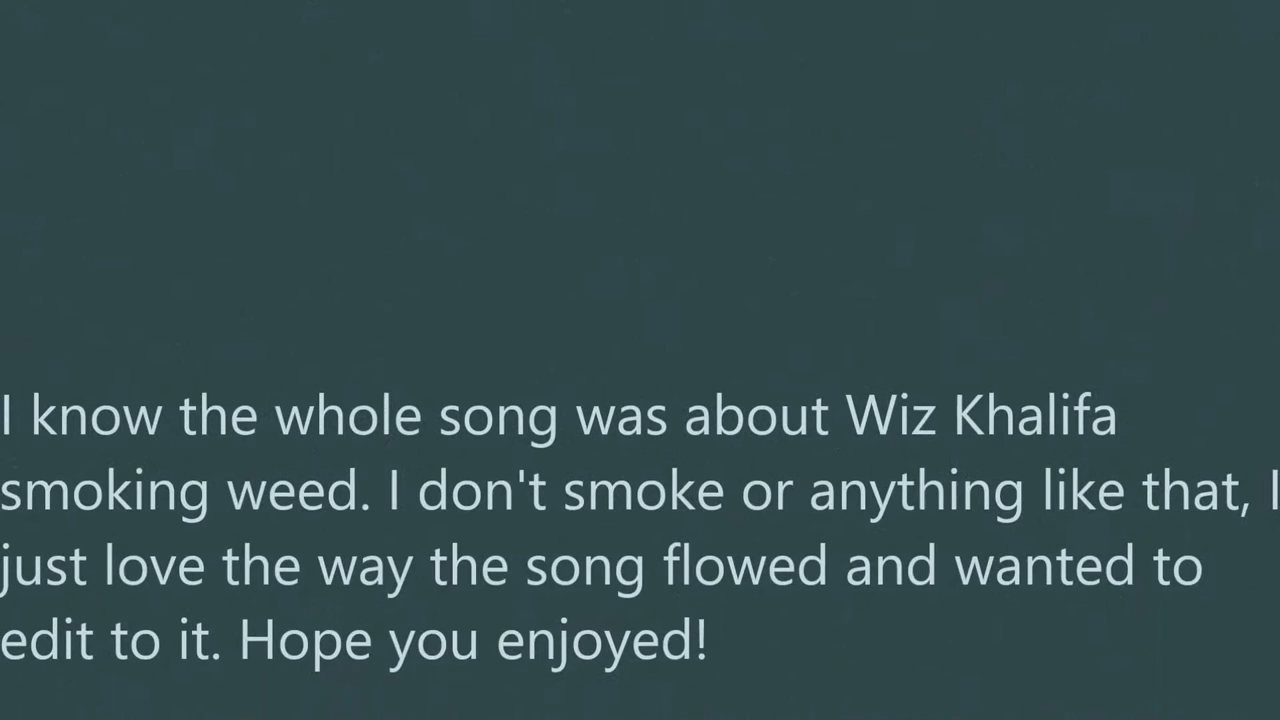 I know the whole song was about Wiz Khalifa
smoking weed. I don't smoke or anything like that, I
just love the way the song flowed and wanted to
edit to it. Hope you enjoyed!